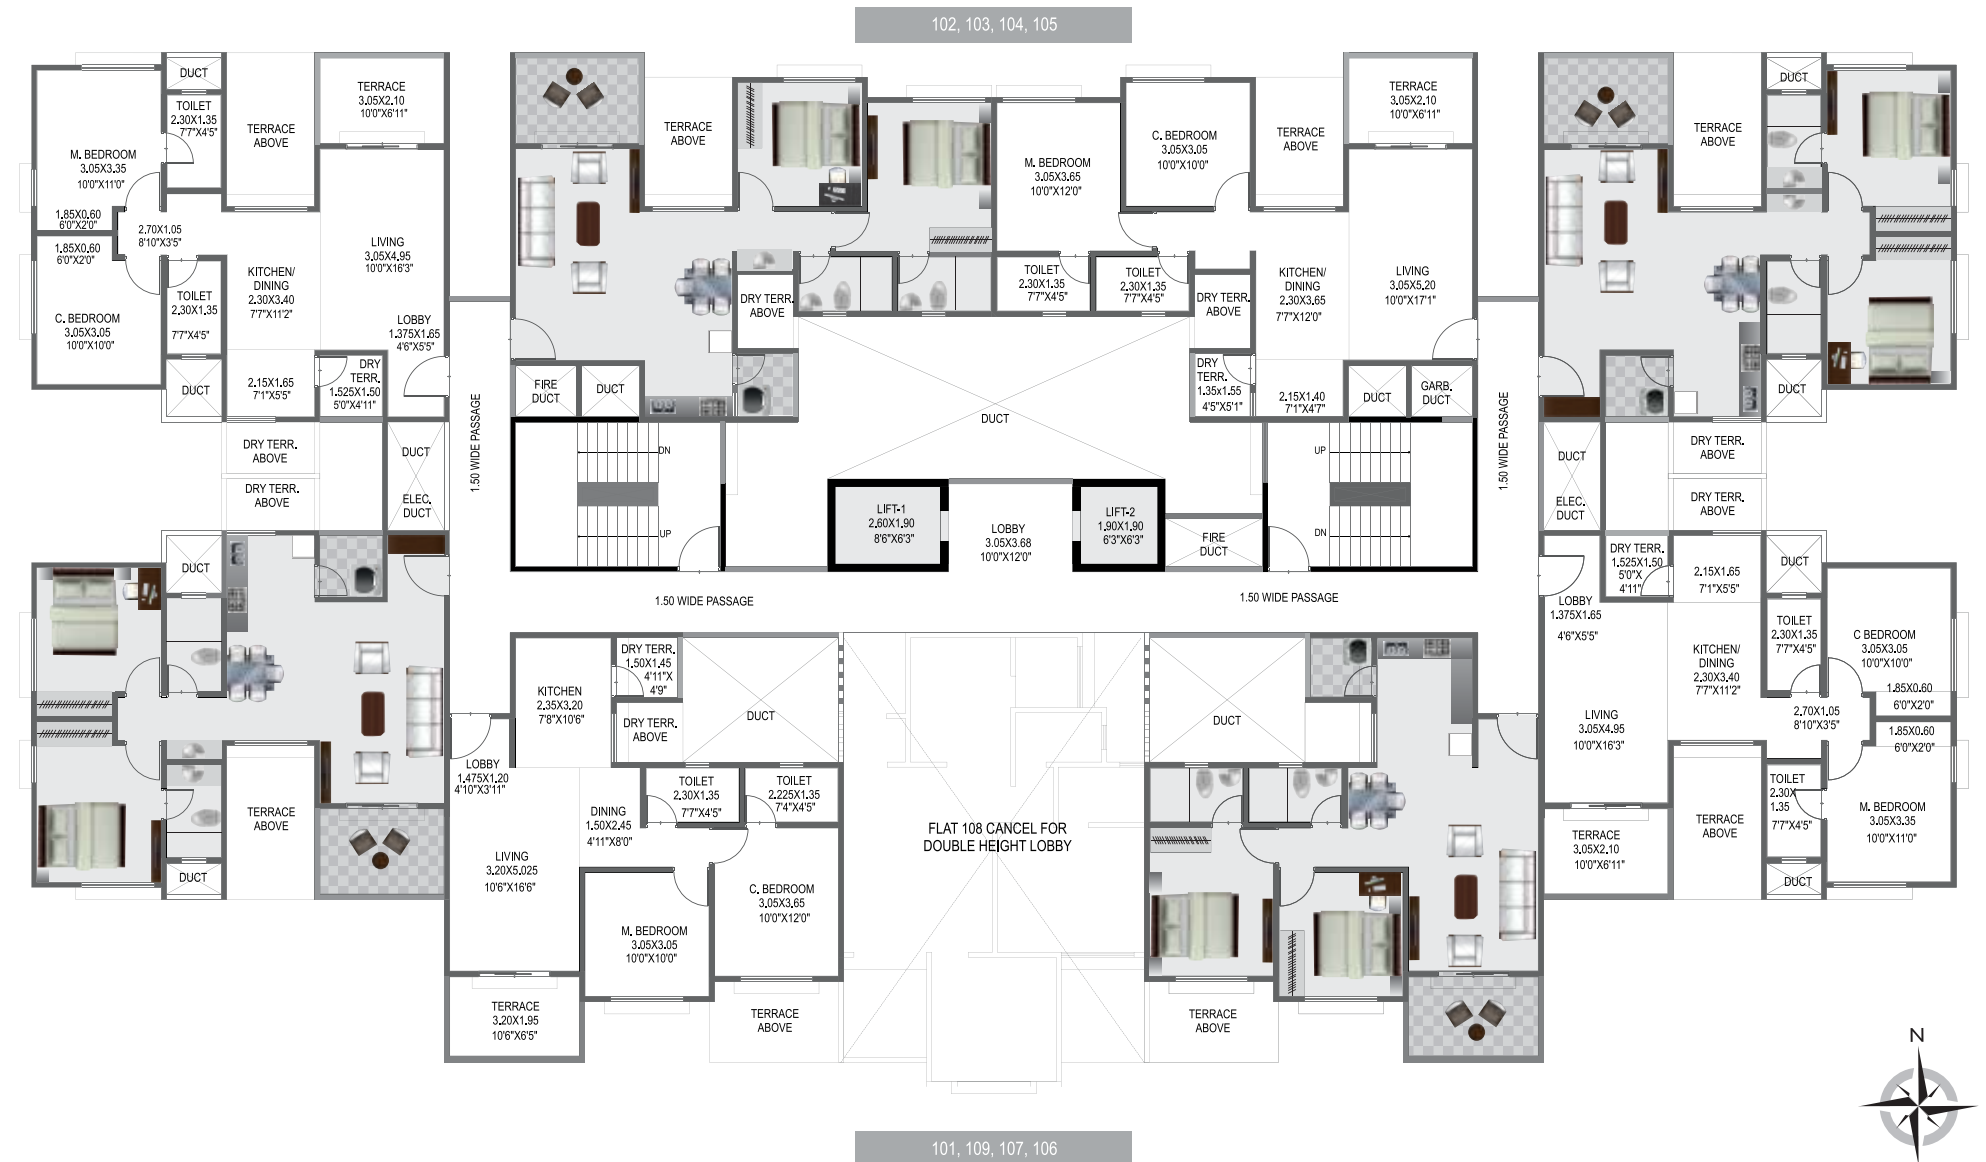 102, 103, 104, 105
DUCT
TOILET
2.30X1.35
7'7"X4'5"
TERRACE
ABOVE
TERRACE
3.05X2.10
10'0"X6'11"
M. BEDROOM
3.05X3.35
10'0"X11'0"
1.85X0.60
6'0"X2'0"
1.85X0.60
6'0"X2'0"
2.70X1.05
8'10"X3'5"
C. BEDROOM
3.05X3.05
10'0"X10'0"
TOILET
2.30X1.35
7'7"X4'5"
DUCT
KITCHEN/
DINING
2.30X3.40
7'7"X11'2"
LIVING
3.05X4.95
10'0"X16'3"
LOBBY
1.375X1.65
4'6"X5'5"
2.15X1.65
7'1"X5'5"
DRY
TERR.
1.525X1.50
5'0"X4'11"
DRY TERR.
ABOVE
DRY TERR.
ABOVE
DUCT
ELEC.
DUCT
1.50 WIDE PASSAGE
TERRACE
ABOVE
DRY TERR.
ABOVE
FIRE
DUCT
DUCT
DN
UP
M. BEDROOM
3.05X3.65
10'0"X12'0"
C. BEDROOM
3.05X3.05
10'0"X10'0"
TERRACE
ABOVE
TERRACE
3.05X2.10
10'0"X6'11"
TOILET
2.30X1.35
7'7"X4'5"
TOILET
2.30X1.35
7'7"X4'5"
DRY TERR.
ABOVE
KITCHEN/
DINING
2.30X3.65
7'7"X12'0"
LIVING
3.05X5.20
10'0"X17'1"
DRY
TERR.
1.35X1.55
4'5"X5'1"
2.15X1.40
7'1"X4'7"
DUCT
GARB.
DUCT
DUCT
LIFT-1
2.60X1.90
8'6"X6'3"
LOBBY
3.05X3.68
10'0"X12'0"
LIFT-2
1.90X1.90
6'3"X6'3"
FIRE
DUCT
UP
DN
1.50 WIDE PASSAGE
1.50 WIDE PASSAGE
1.50 WIDE PASSAGE
TERRACE
ABOVE
DUCT
DUCT
DUCT
ELEC.
DUCT
DRY TERR.
ABOVE
DRY TERR.
ABOVE
DUCT
TERRACE
ABOVE
DUCT
KITCHEN
2.35X3.20
7'8"X10'6"
DRY TERR.
1.50X1.45
4'11"X
4'9"
DRY TERR.
ABOVE
DUCT
LOBBY
1.475X1.20
4'10"X3'11"
TOILET
2.30X1.35
7'7"X4'5"
TOILET
2.225X1.35
7'4"X4'5"
DINING
1.50X2.45
4'11"X8'0"
LIVING
3.20X5.025
10'6"X16'6"
C. BEDROOM
3.05X3.65
10'0"X12'0"
M. BEDROOM
3.05X3.05
10'0"X10'0"
TERRACE
3.20X1.95
10'6"X6'5"
TERRACE
ABOVE
FLAT 108 CANCEL FOR
DOUBLE HEIGHT LOBBY
DUCT
TERRACE
ABOVE
DRY TERR.
1.525X1.50
5'0"X
4'11"
2.15X1.65
7'1"X5'5"
DUCT
LOBBY
1.375X1.65
4'6"X5'5"
TOILET
2.30X1.35
7'7"X4'5"
C BEDROOM
3.05X3.05
10'0"X10'0"
KITCHEN/
DINING
2.30X3.40
7'7"X11'2"
1.85X0.60
6'0"X2'0"
2.70X1.05
8'10"X3'5"
LIVING
3.05X4.95
10'0"X16'3"
1.85X0.60
6'0"X2'0"
TOILET
2.30X
1.35
7'7"X4'5"
M. BEDROOM
3.05X3.35
10'0"X11'0"
TERRACE
3.05X2.10
10'0"X6'11"
TERRACE
ABOVE
DUCT
N
101, 109, 107, 106